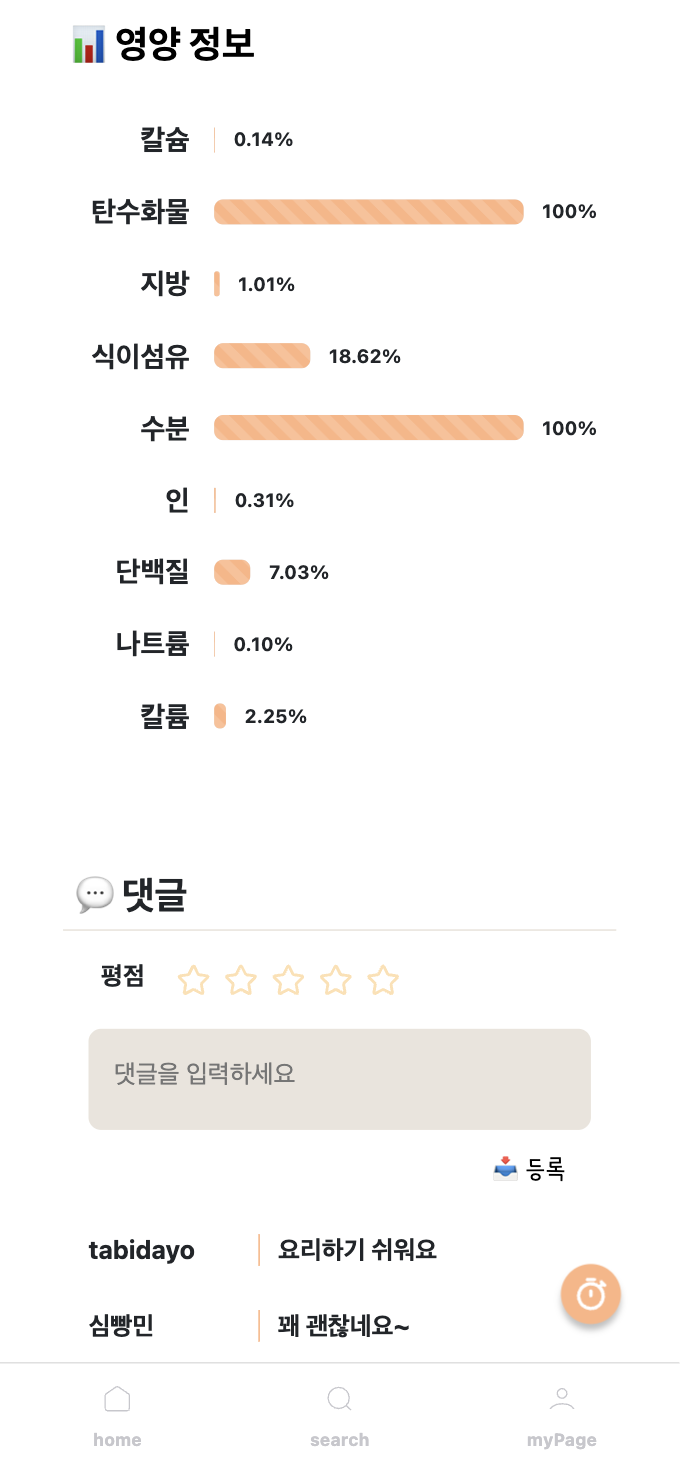 영양 정보
칼슘 0.14%
탄수화물 100%
지방 1.01%
식이섬유 18.62%
수분 100%
인 0.31%
단백질 7.03%
나트륨 0.10%
칼륨 2.25%
댓글
평점
댓글을 입력하세요
등록
tabidayo 요리하기 쉬워요
심빵민 꽤 괜찮네요~
home search myPage